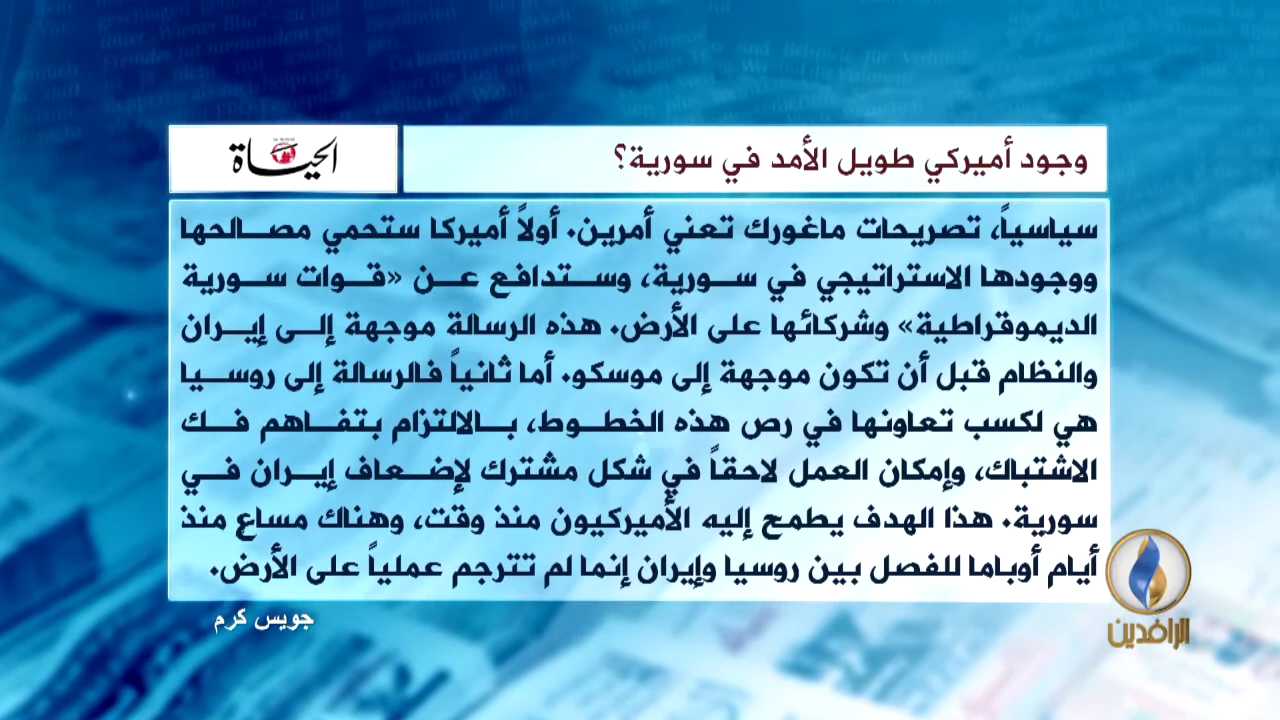 وجود أميركي طويل الأمد في سورية؟
الحياة
سياسياً، تصريحات ماغورك تعني أمرين. أولاً أميركا ستحمي مصالحها
ووجودها الاستراتيجي في سورية، وستدافع عن «قوات سورية
الديموقراطية» وشركائها على الأرض. هذه الرسالة موجهة إلى إيران
والنظام قبل أن تكون موجهة إلى موسكو. أما ثانياً فالرسالة إلى روسيا
هي لكسب تعاونها في رص هذه الخطوط، بالالتزام بتفاهم فك
الاشتباك، وإمكان العمل لاحقاً في شكل مشترك لإضعاف إيران في
سورية. هذا الهدف يطمح إليه الأميركيون منذ وقت، وهناك مساع منذ
أيام أوباما للفصل بين روسيا وإيران إنما لم تترجم عملياً على الأرض.
جويس كرم
الرافدين